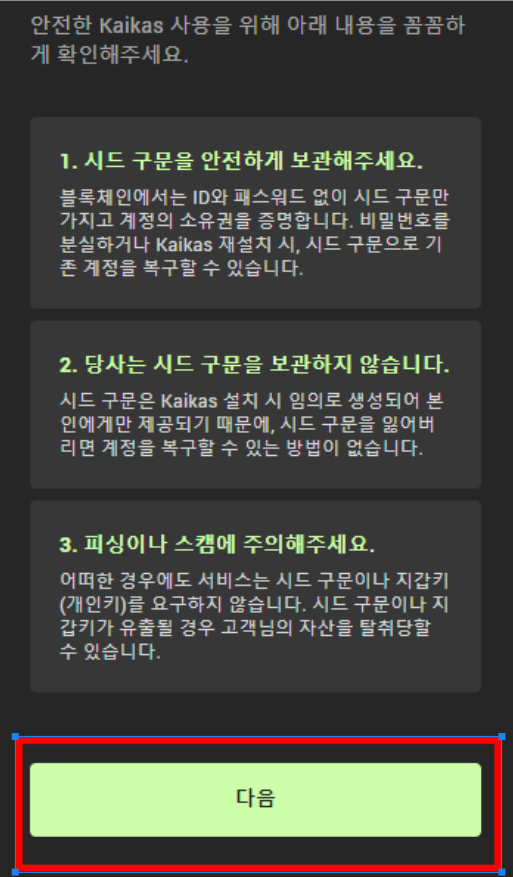 안전한 Kaikas 사용을 위해 아래 내용을 꼼꼼하
게 확인해주세요.
1. 시드 구문을 안전하게 보관해주세요.
블록체인에서는 ID와 패스워드 없이 시드 구문만
가지고 계정의 소유권을 증명합니다. 비밀번호를
분실하거나 Kaikas 재설치 시, 시드 구문으로 기
존 계정을 복구할 수 있습니다.
2. 당사는 시드 구문을 보관하지 않습니다.
시드 구문은 Kaikas 설치 시 임의로 생성되어 본
인에게만 제공되기 때문에, 시드 구문을 잃어버
리면 계정을 복구할 수 있는 방법이 없습니다.
3. 피싱이나 스캠에 주의해주세요.
어떠한 경우에도 서비스는 시드 구문이나 지갑키
(개인키)를 요구하지 않습니다. 시드 구문이나 지
갑키가 유출될 경우 고객님의 자산을 탈취당할
수 있습니다.
다음